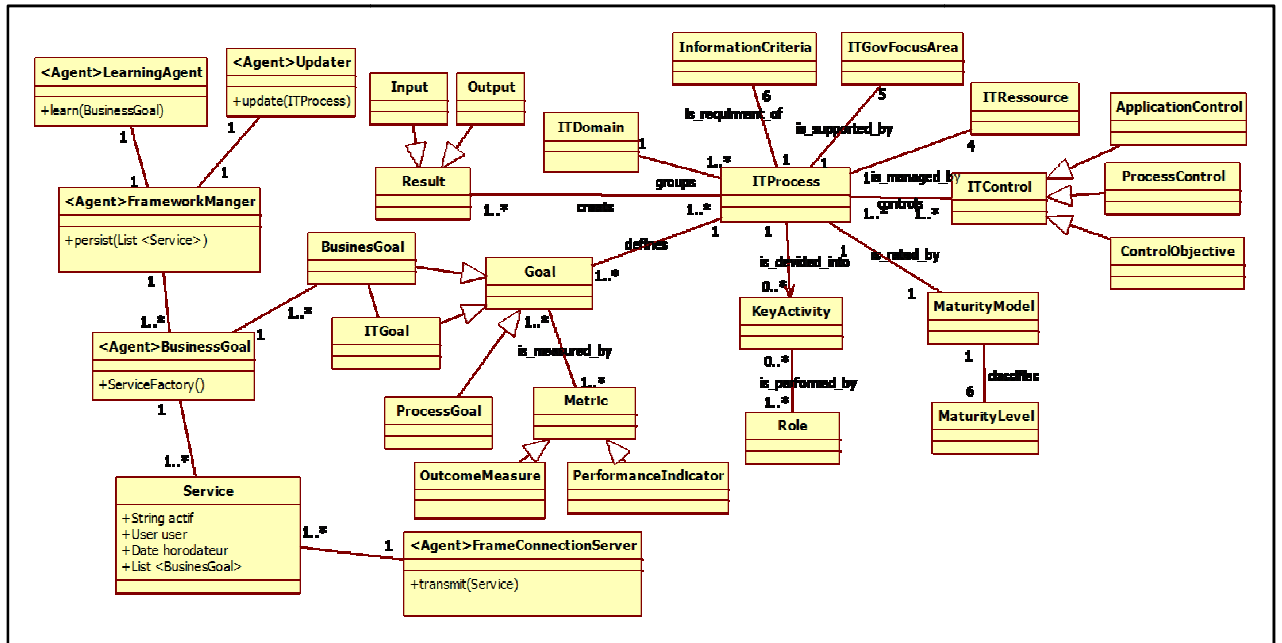 <Agent>LearningAgent
+learn(BusinessGoal)
1
<Agent>Updater
+update(ITProcess)
1
Input
Output
Result
1..*
InformationCriteria
6
is_requirment_of
1
ITGovFocusArea
5
is_supported_by
1
ITRessource
4
1
is_managed_by
ITDomain
1
1..*
groups
ITProcess
creats
1..*
controls
1..*
1..*
ITControl
ApplicationControl
ProcessControl
ControlObjective
1
1
<Agent>FrameworkManger
+persist(List <Service>)
1
1..*
<Agent>BusinessGoal
+ServiceFactory()
1
1..*
1
1..*
BusinesGoal
ITGoal
Goal
defines
1
1..*
1..*
is_measured_by
1..*
ProcessGoal
Metric
OutcomeMeasure
PerformanceIndicator
1
is_devided_into
0..*
KeyActivity
0..*
is_performed_by
1..*
Role
1
is_rated_by
1
MaturityModel
1
classifies
6
MaturityLevel
Service
+String actif
+User user
+Date horodateur
+List <BusinesGoal>
1..*
1
<Agent>FrameConnectionServer
+transmit(Service)